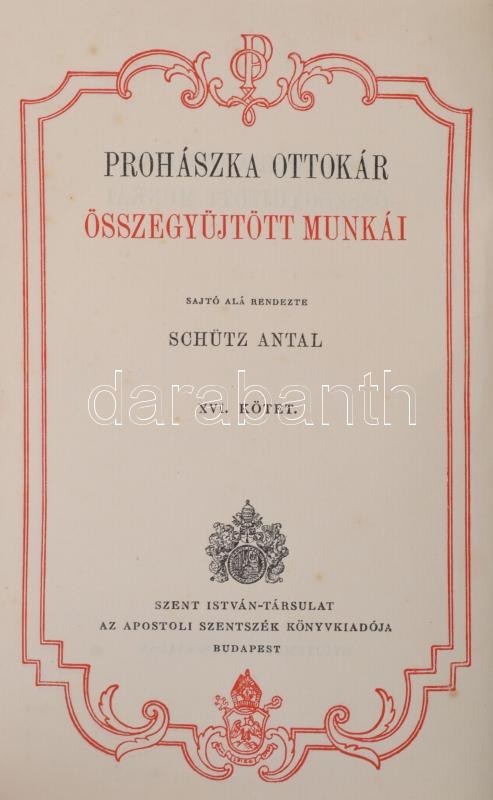 PROHÁSZKA OTTOKÁR
ÖSSZEGYÜJTÖTT MUNKÁI
SAJTÓ ALÁ RENDEZTE
SCHÜTZ ANTAL
darabanth
XVI. KÖTET.
SZENT ISTVÁN-TÁRSULAT
AZ APOSTOLI SZENTSZÉK KÖNYVKIADÓJA
BUDAPEST